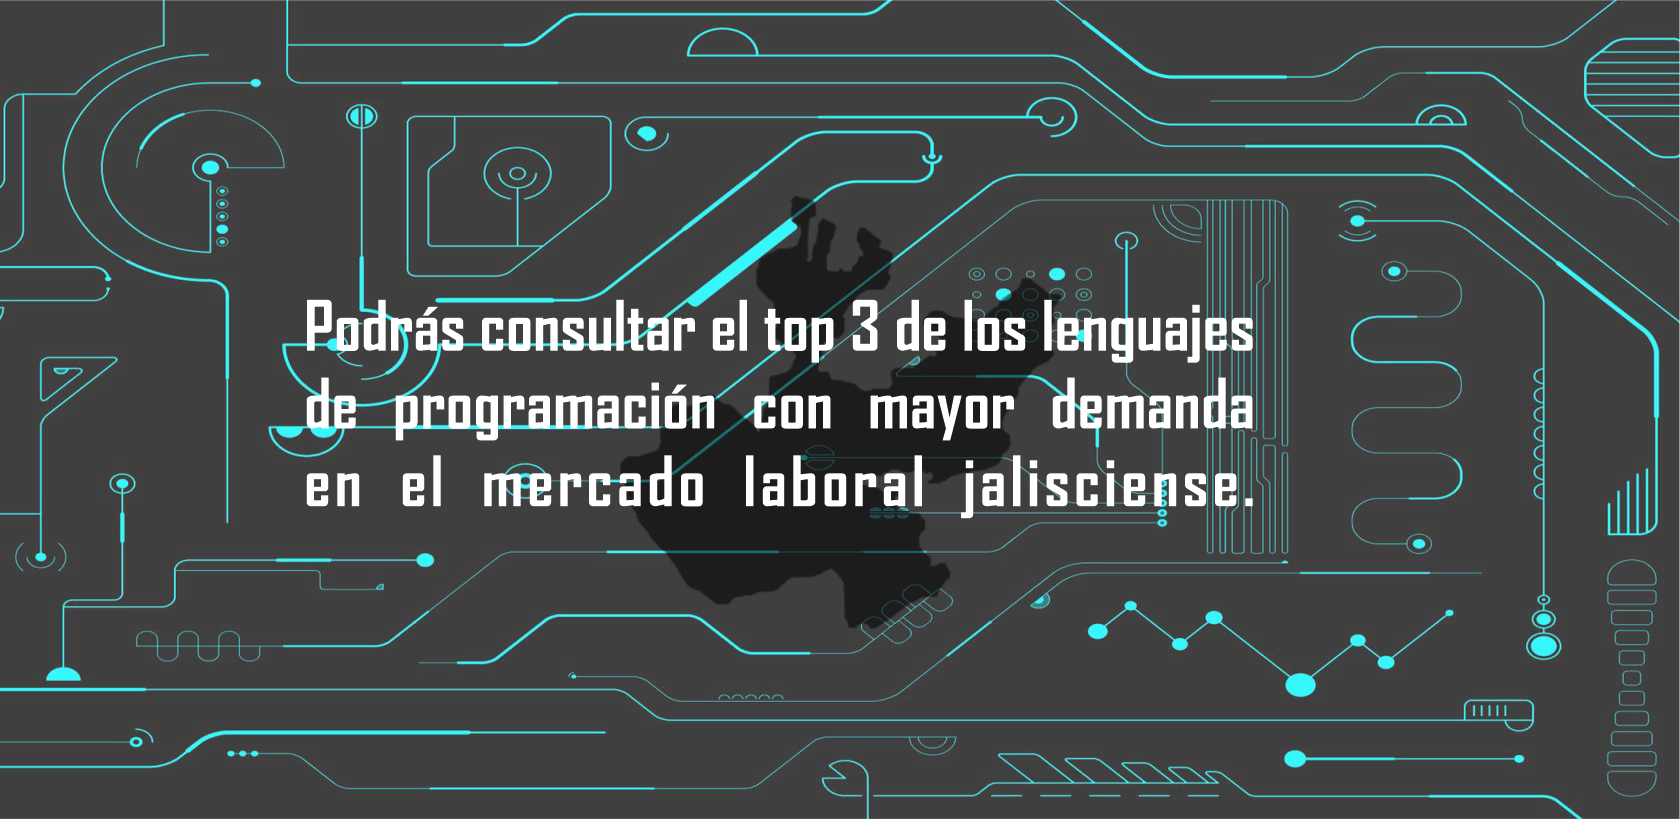 Podrás consultar el top 3 de los lenguajes
de programación con mayor demanda
en el mercado laboral jalisciense.